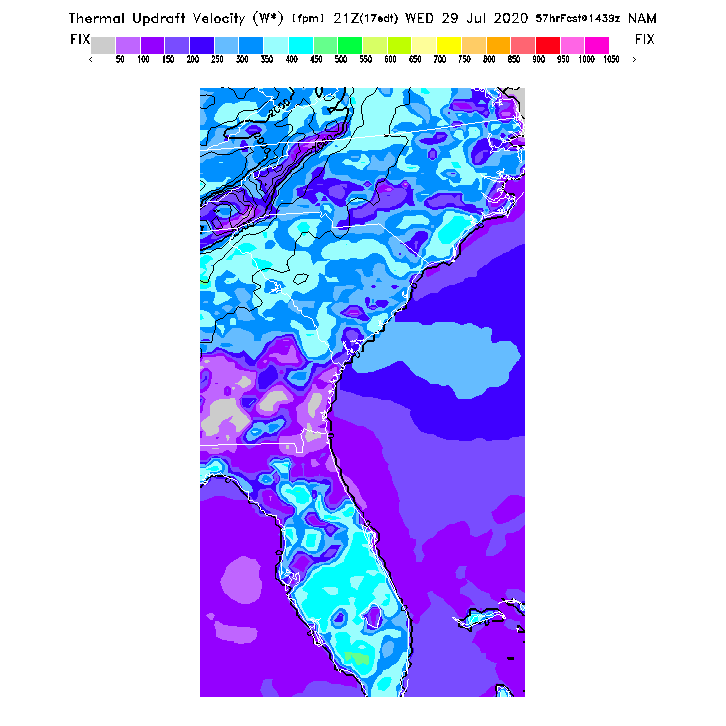 Thermal Updraft Velocity (W*) [fpm] 21Z(17edt) WED 29 Jul 2020 57hrFcst@1439z NAM
FIX FIX
< 50 100 150 200 250 300 350 400 450 500 550 600 650 700 750 800 850 900 950 1000 1050 >
2000